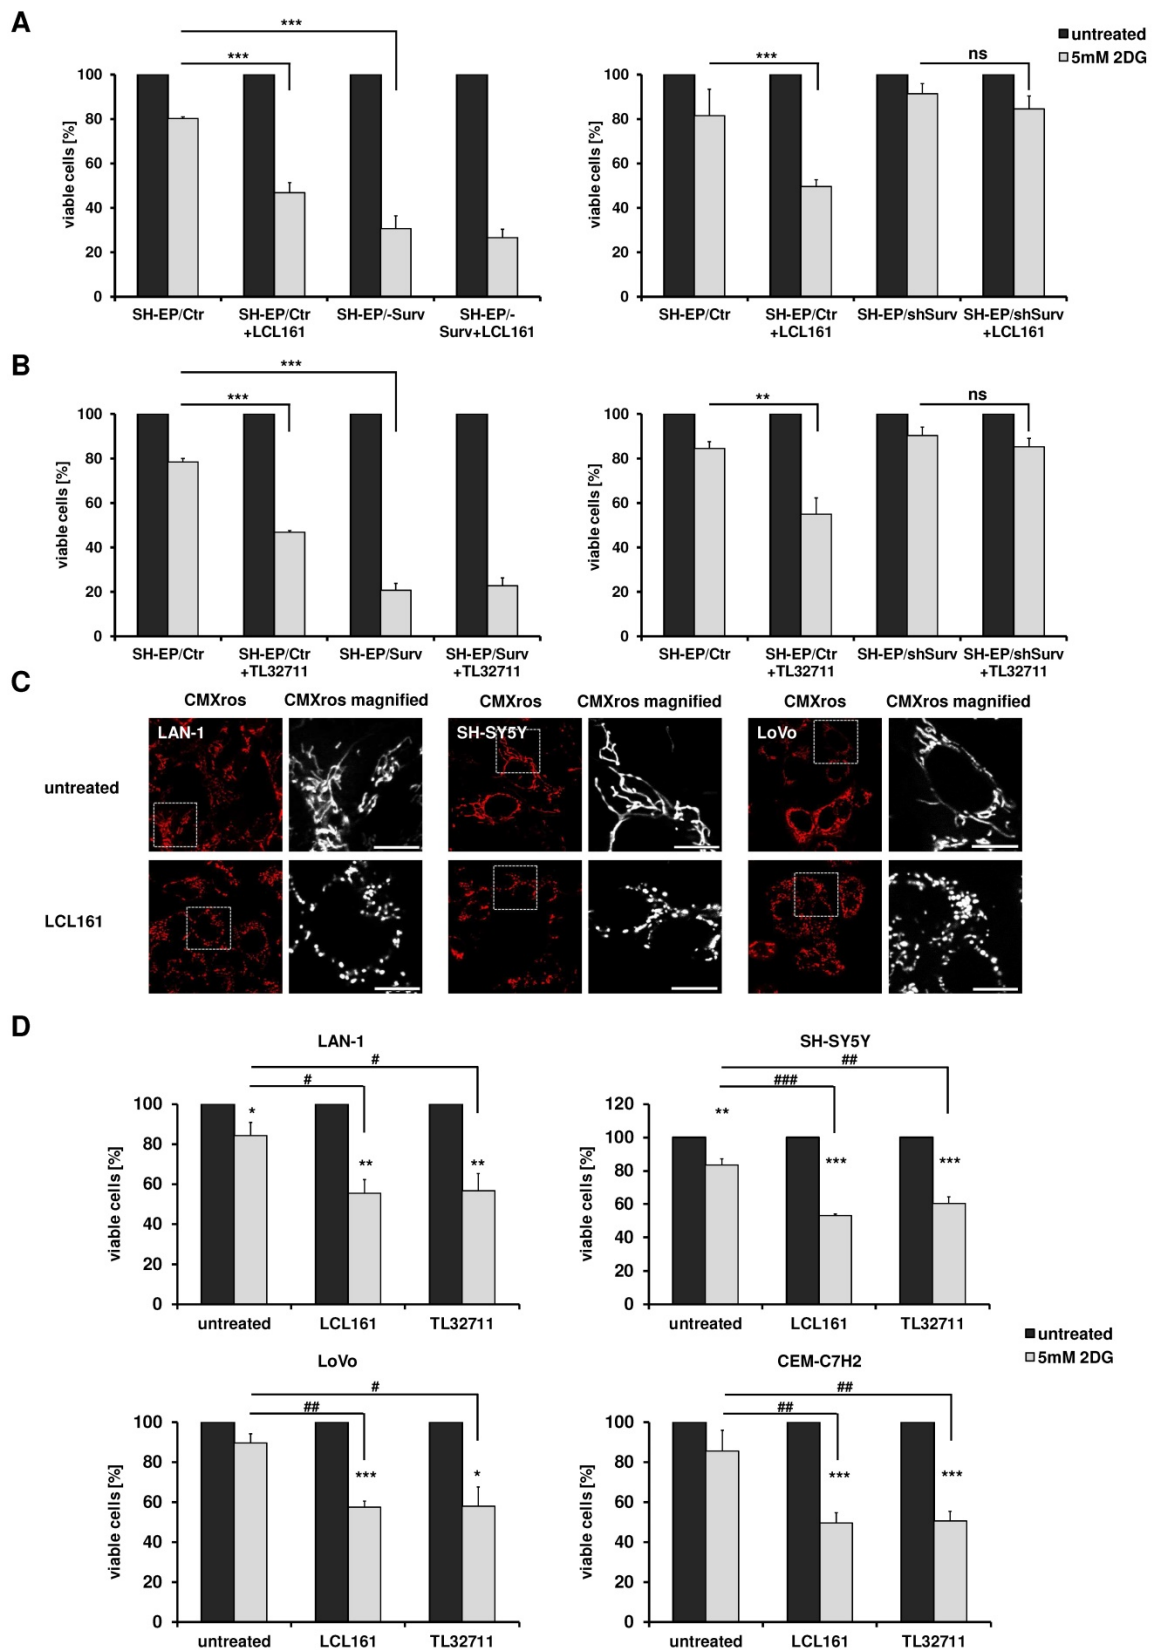 A
***
***
***
ns
untreated
5mM 2DG
viable cells [%]
100
80
60
40
20
0
SH-EP/Ctr
SH-EP/Ctr
+LCL161
SH-EP/-Surv
SH-EP/-
Surv+LCL161
viable cells [%]
100
80
60
40
20
0
SH-EP/Ctr
SH-EP/Ctr
+LCL161
SH-EP/shSurv
SH-EP/shSurv
+LCL161
B
***
***
**
ns
viable cells [%]
100
80
60
40
20
0
SH-EP/Ctr
SH-EP/Ctr
+TL32711
SH-EP/Surv
SH-EP/Surv
+TL32711
viable cells [%]
100
80
60
40
20
0
SH-EP/Ctr
SH-EP/Ctr
+TL32711
SH-EP/shSurv
SH-EP/shSurv
+TL32711
C
CMXros
CMXros magnified
CMXros
CMXros magnified
CMXros
CMXros magnified
LAN-1
SH-SY5Y
LoVo
untreated
LCL161
D
LAN-1
#
#
*
**
**
viable cells [%]
100
80
60
40
20
0
untreated
LCL161
TL32711
SH-SY5Y
##
###
**
***
***
viable cells [%]
120
100
80
60
40
20
0
untreated
LCL161
TL32711
untreated
5mM 2DG
LoVo
#
##
***
*
viable cells [%]
100
80
60
40
20
0
untreated
LCL161
TL32711
CEM-C7H2
##
##
***
***
viable cells [%]
100
80
60
40
20
0
untreated
LCL161
TL32711